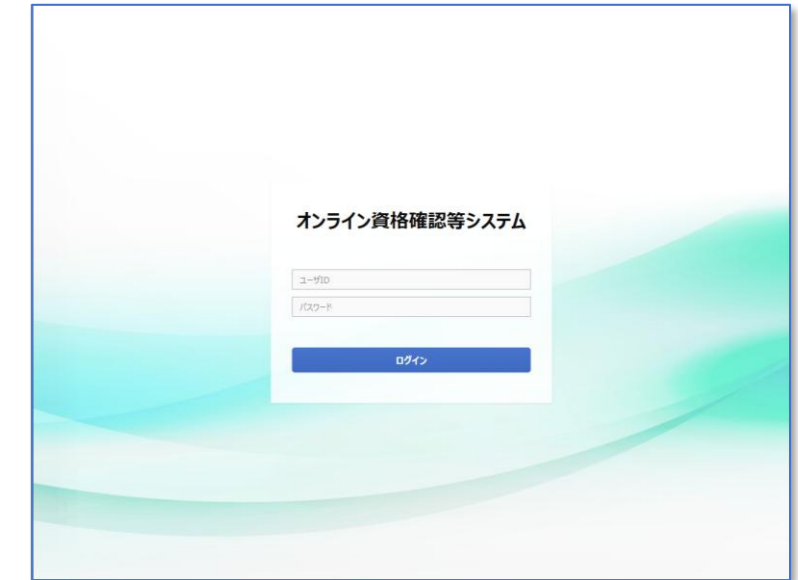 オンライン資格確認等システム
ユーザID
パスワード
ログイン